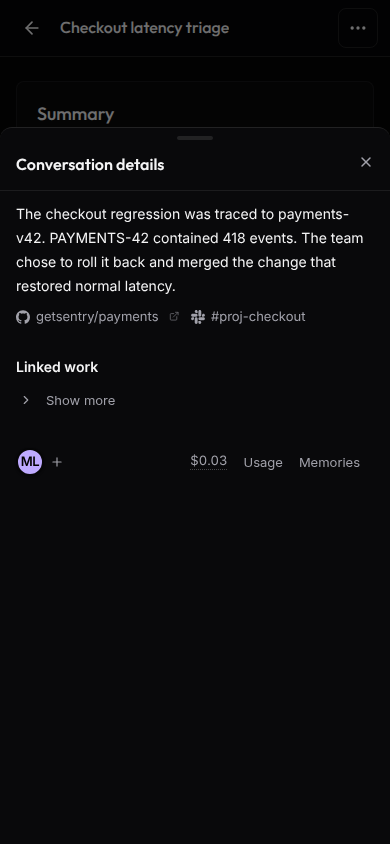 Checkout latency triage
Summary
Conversation details
The checkout regression was traced to payments-
v42. PAYMENTS-42 contained 418 events. The team
chose to roll it back and merged the change that
restored normal latency.
getsentry/payments #proj-checkout
Linked work
Show more
ML + $0.03 Usage Memories